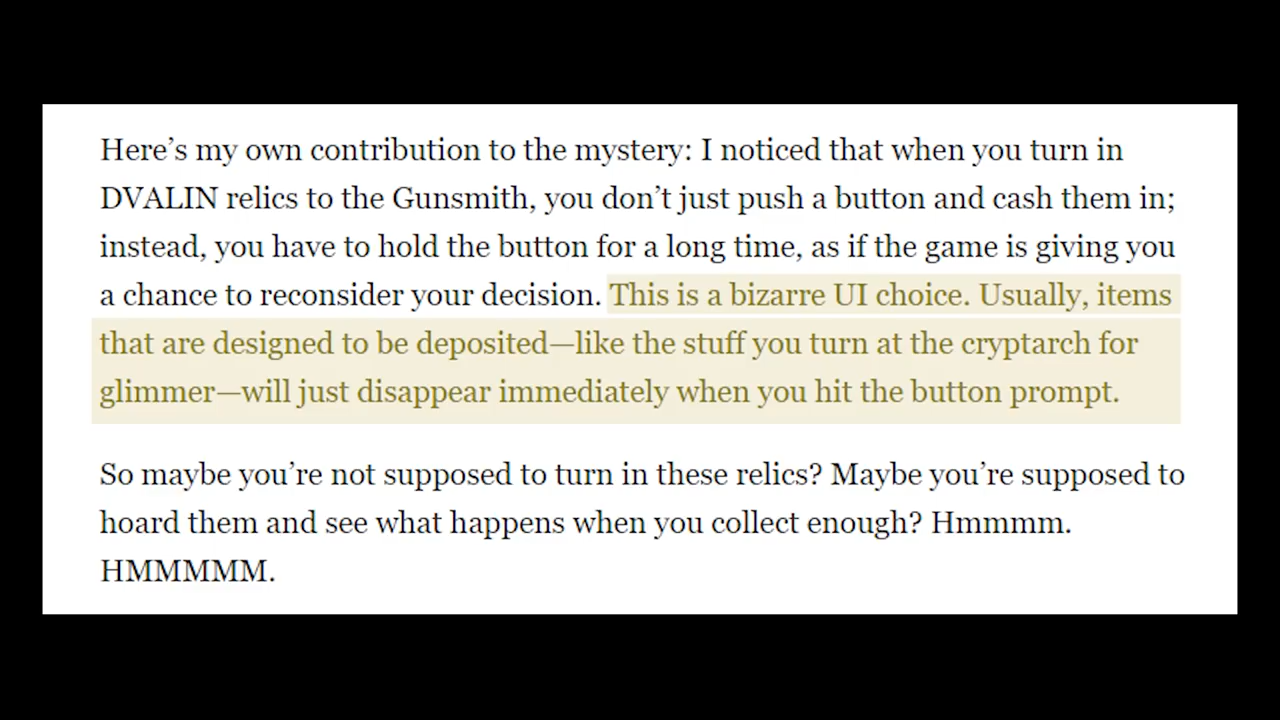 Here’s my own contribution to the mystery: I noticed that when you turn in
DVALIN relics to the Gunsmith, you don’t just push a button and cash them in;
instead, you have to hold the button for a long time, as if the game is giving you
a chance to reconsider your decision. This is a bizarre UI choice. Usually, items
that are designed to be deposited—like the stuff you turn at the cryptarch for
glimmer—will just disappear immediately when you hit the button prompt.
So maybe you’re not supposed to turn in these relics? Maybe you’re supposed to
hoard them and see what happens when you collect enough? Hmmmm.
HMMMMM.